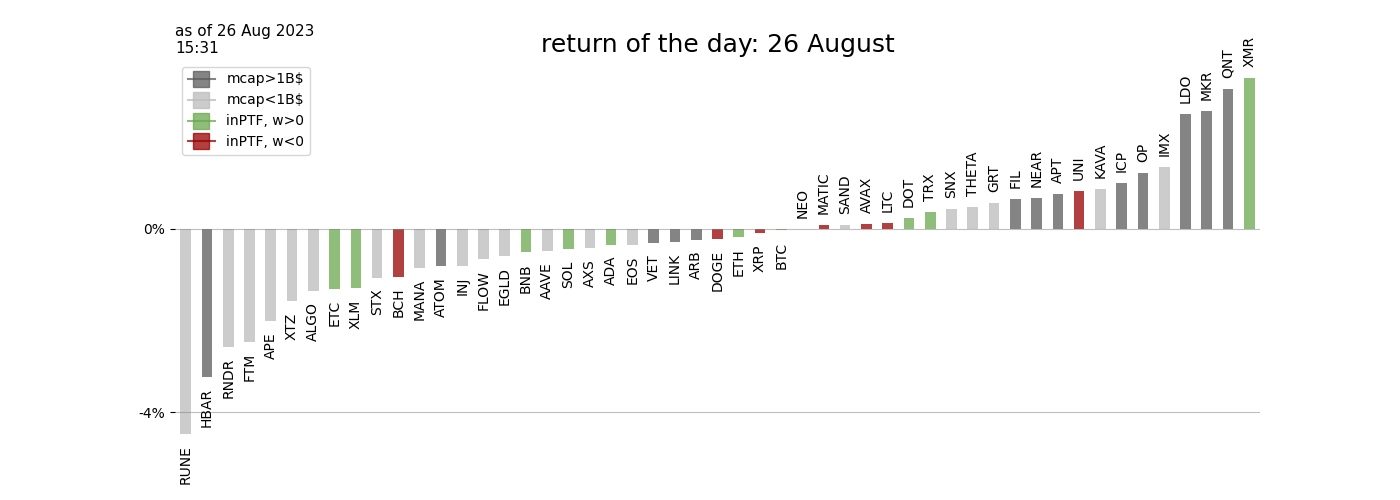 as of 26 Aug 2023
15:31
return of the day: 26 August
mcap>1B$
mcap<1B$
inPTF, w>0
inPTF, w<0
0%
-4%
RUNE
HBAR
RNDR
FTM
APE
XTZ
ALGO
ETC
XLM
STX
BCH
MANA
ATOM
INJ
FLOW
EGLD
BNB
AAVE
SOL
AXS
ADA
EOS
VET
LINK
ARB
DOGE
ETH
XRP
BTC
NEO
MATIC
SAND
AVAX
LTC
DOT
TRX
SNX
THETA
GRT
FIL
NEAR
APT
UNI
KAVA
ICP
OP
IMX
LDO
MKR
QNT
XMR